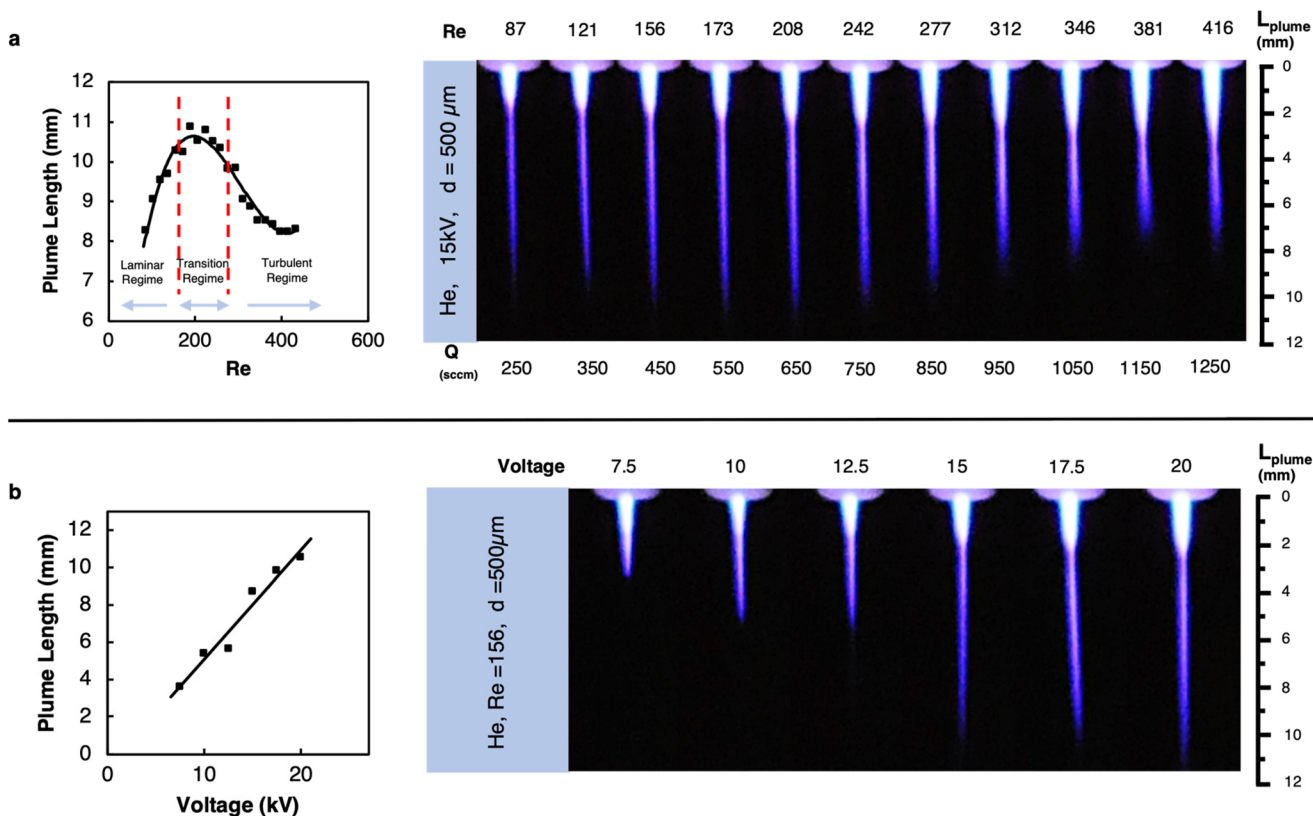 a
Plume Length (mm)
12
11
10
9
8
7
6
Laminar Regime
Transition Regime
Turbulent Regime
0 200 400 600
Re
Re 87 121 156 173 208 242 277 312 346 381 416
He, 15kV, d = 500 µm
Q (sccm) 250 350 450 550 650 750 850 950 1050 1150 1250
Lplume (mm)
0
2
4
6
8
10
12
b
Plume Length (mm)
12
10
8
6
4
2
0
0 10 20
Voltage (kV)
Voltage 7.5 10 12.5 15 17.5 20
He, Re =156, d =500µm
Lplume (mm)
0
2
4
6
8
10
12